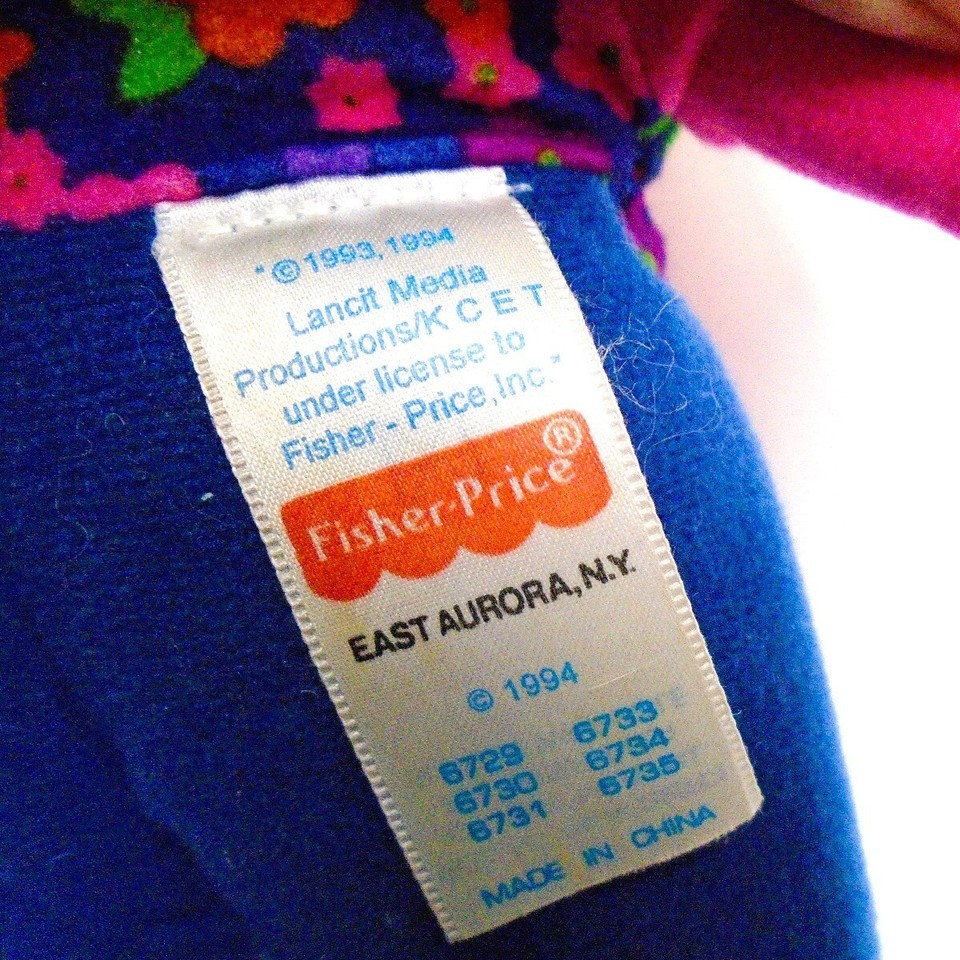 *©1993,1994
Lancit Media
Productions/K C E T
under license to
Fisher-Price,Inc.*
Fisher-Price®
EAST AURORA, N.Y.
© 1994
6729 6733
6730 6734
6731 6735
MADE IN CHINA